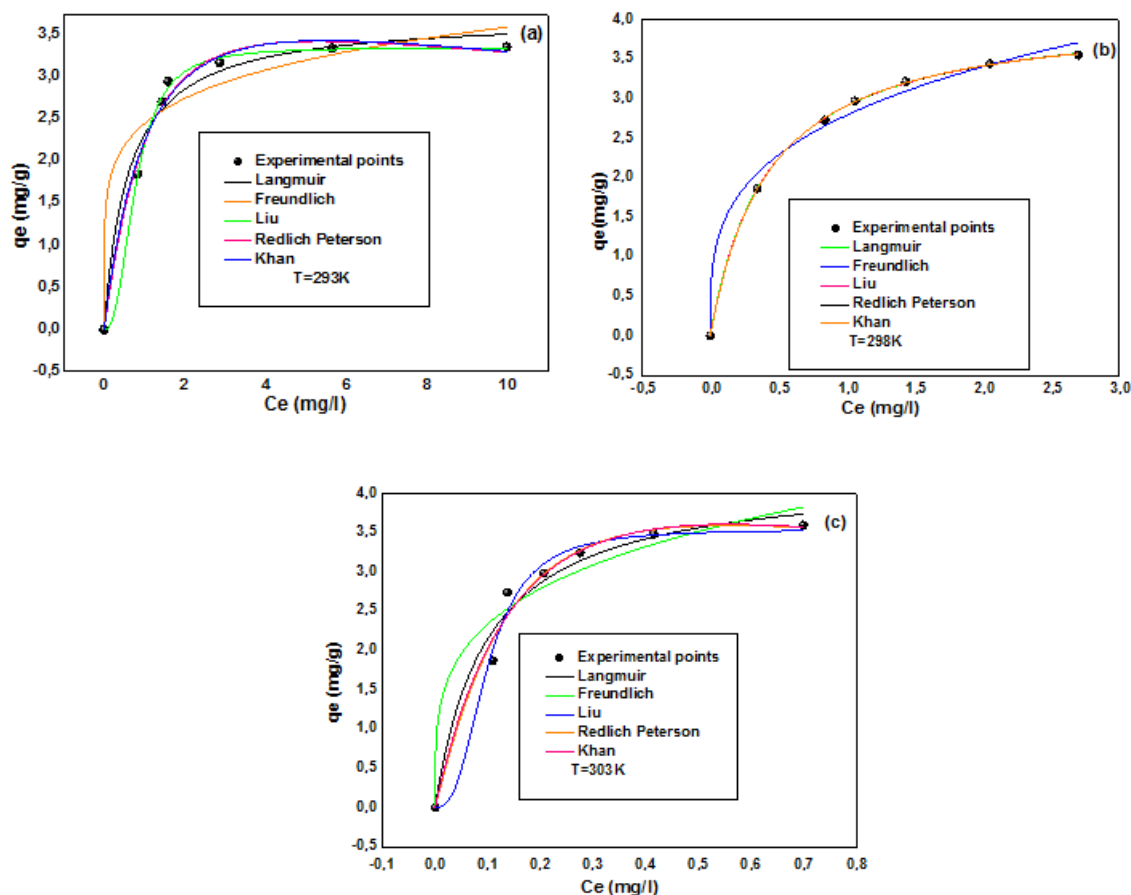 (a)
qe (mg/g)
3,5
3,0
2,5
2,0
1,5
1,0
0,5
0,0
-0,5
Experimental points
Langmuir
Freundlich
Liu
Redlich Peterson
Khan
T=293K
0 2 4 6 8 10
Ce (mg/l)
(b)
qe(mg/g)
4,0
3,5
3,0
2,5
2,0
1,5
1,0
0,5
0,0
-0,5
Experimental points
Langmuir
Freundlich
Liu
Redlich Peterson
Khan
T=298K
-0,5 0,0 0,5 1,0 1,5 2,0 2,5 3,0
Ce (mg/l)
(c)
qe (mg/g)
4,0
3,5
3,0
2,5
2,0
1,5
1,0
0,5
0,0
-0,5
Experimental points
Langmuir
Freundlich
Liu
Redlich Peterson
Khan
T=303K
-0,1 0,0 0,1 0,2 0,3 0,4 0,5 0,6 0,7 0,8
Ce (mg/l)